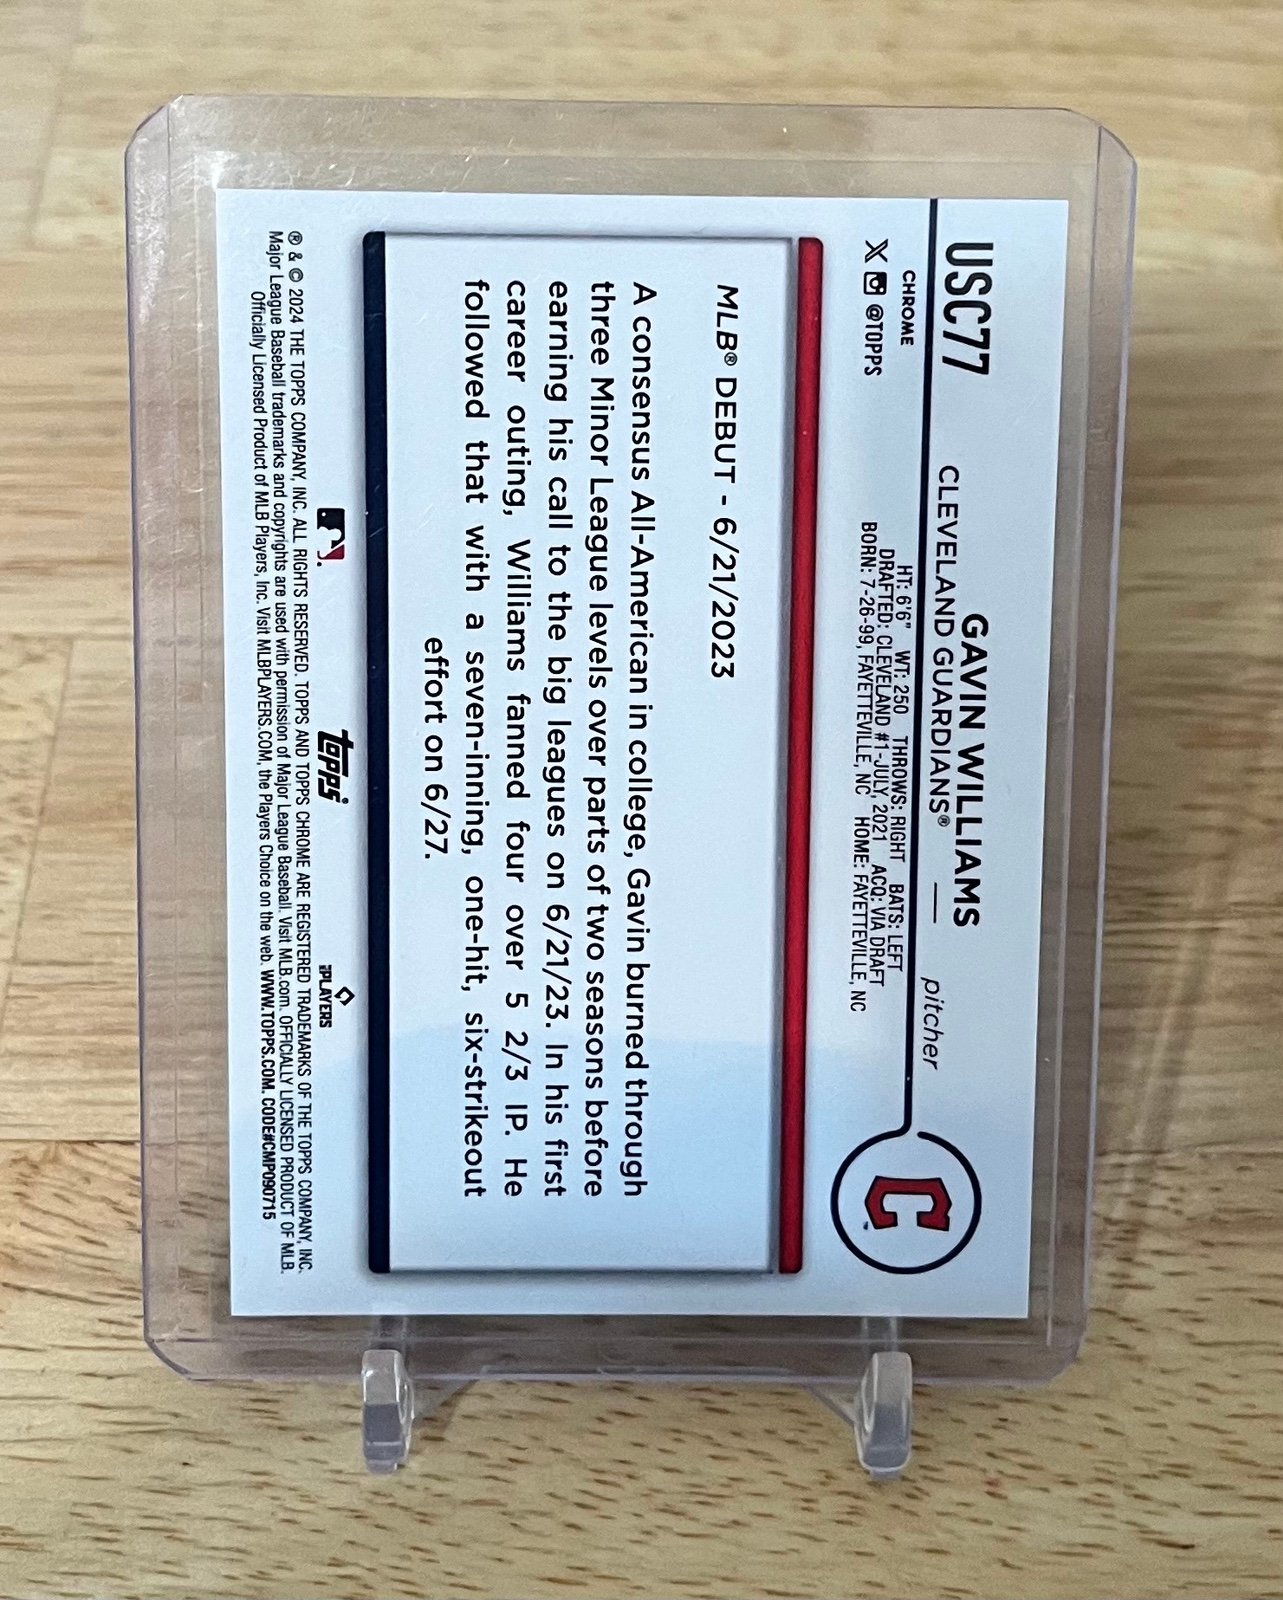 USC77
GAVIN WILLIAMS
CLEVELAND GUARDIANS® — pitcher
CHROME
X @TOPPS
HT: 6'6" WT: 250 THROWS: RIGHT BATS: LEFT
DRAFTED: CLEVELAND #1-JULY, 2021 ACQ: VIA DRAFT
BORN: 7-26-99, FAYETTEVILLE, NC HOME: FAYETTEVILLE, NC
C
MLB® DEBUT - 6/21/2023
A consensus All-American in college, Gavin burned through
three Minor League levels over parts of two seasons before
earning his call to the big leagues on 6/21/23. In his first
career outing, Williams fanned four over 5 2/3 IP. He
followed that with a seven-inning, one-hit, six-strikeout
effort on 6/27.
topps
PLAYERS
® & © 2024 THE TOPPS COMPANY, INC. ALL RIGHTS RESERVED. TOPPS AND TOPPS CHROME ARE REGISTERED TRADEMARKS OF THE TOPPS COMPANY, INC.
Major League Baseball trademarks and copyrights are used with permission of Major League Baseball. Visit MLB.com. OFFICIALLY LICENSED PRODUCT OF MLB.
Officially Licensed Product of MLB Players, Inc. Visit MLBPLAYERS.COM, the Players Choice on the web. WWW.TOPPS.COM. CODE#CMP090715